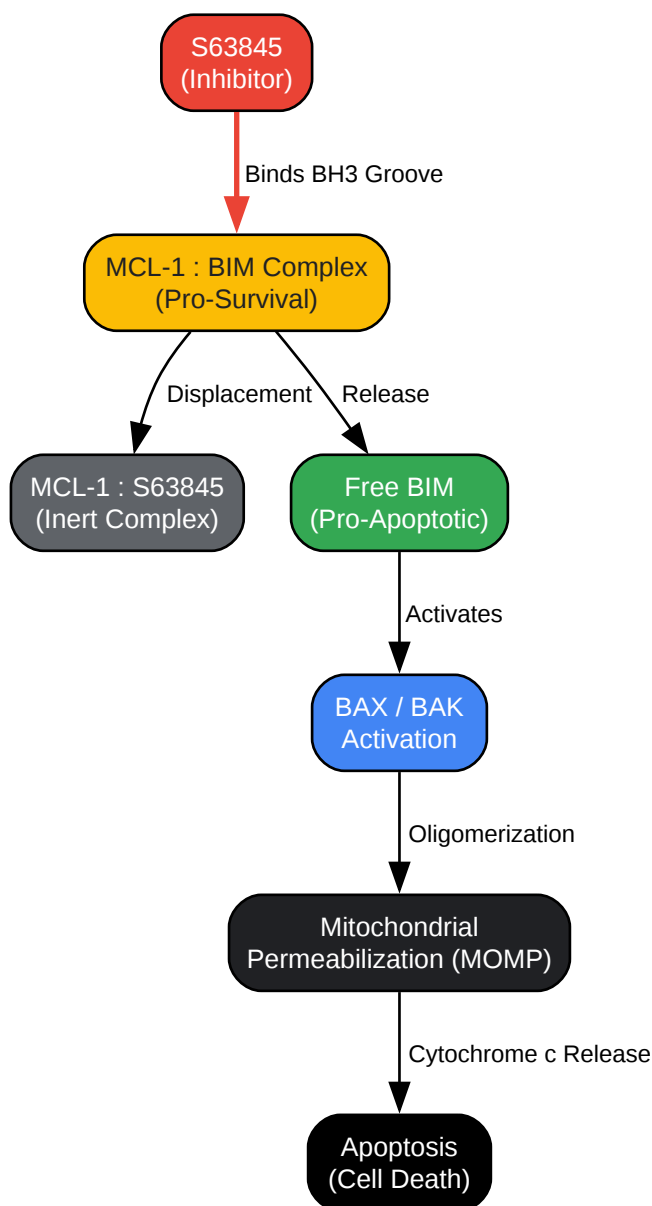 S63845
(Inhibitor)
Binds BH3 Groove
MCL-1 : BIM Complex
(Pro-Survival)
Displacement
Release
MCL-1 : S63845
(Inert Complex)
Free BIM
(Pro-Apoptotic)
Activates
BAX / BAK
Activation
Oligomerization
Mitochondrial
Permeabilization (MOMP)
Cytochrome c Release
Apoptosis
(Cell Death)